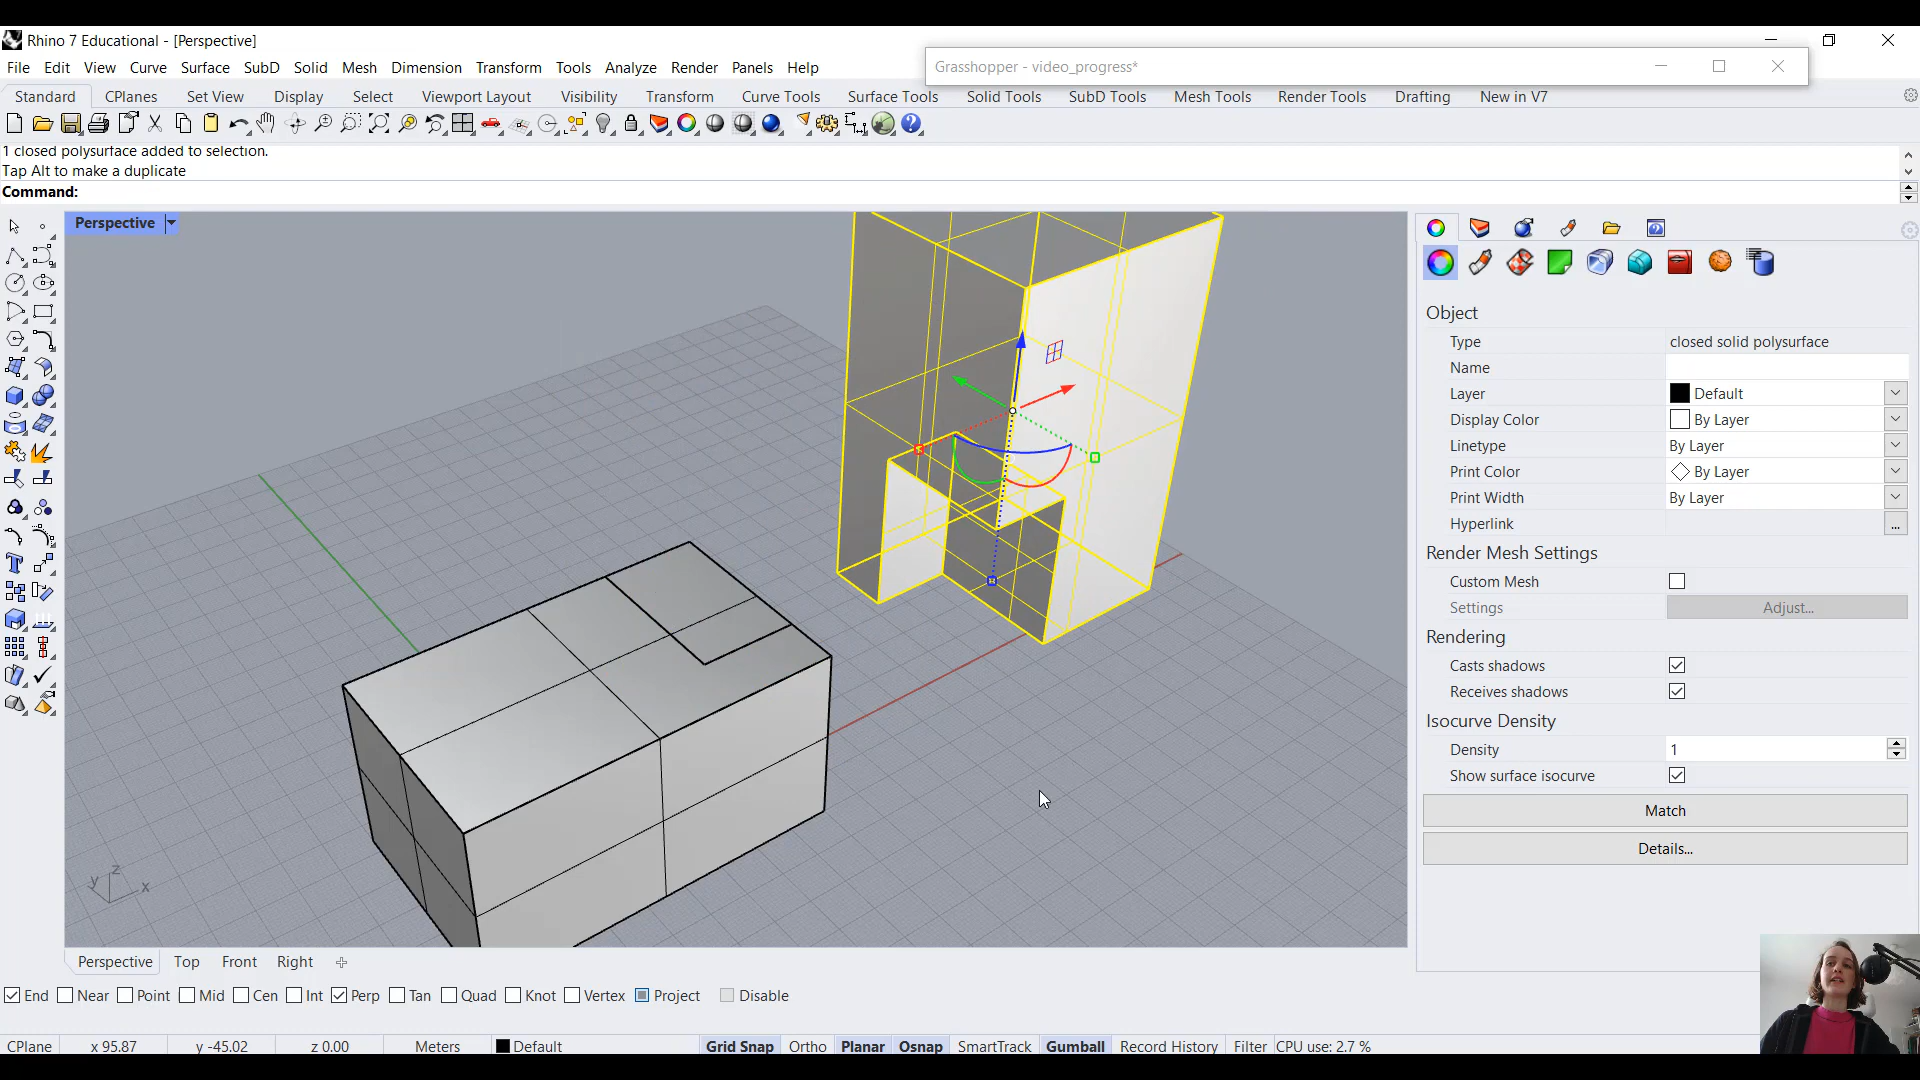 Rhino 7 Educational - [Perspective]
File Edit View Curve Surface SubD Solid Mesh Dimension Transform Tools Analyze Render Panels Help
Grasshopper - video_progress*
Standard CPlanes Set View Display Select Viewport Layout Visibility Transform Curve Tools Surface Tools Solid Tools SubD Tools Mesh Tools Render Tools Drafting New in V7
1 closed polysurface added to selection.
Tap Alt to make a duplicate
Command:
Perspective
Object
Type closed solid polysurface
Name
Layer Default
Display Color By Layer
Linetype By Layer
Print Color By Layer
Print Width By Layer
Hyperlink ...
Render Mesh Settings
Custom Mesh
Settings Adjust...
Rendering
Casts shadows
Receives shadows
Isocurve Density
Density 1
Show surface isocurve
Match
Details...
z
y x
Perspective Top Front Right
End Near Point Mid Cen Int Perp Tan Quad Knot Vertex Project Disable
CPlane x 95.87 y -45.02 z 0.00 Meters Default Grid Snap Ortho Planar Osnap SmartTrack Gumball Record History Filter CPU use: 2.7 %